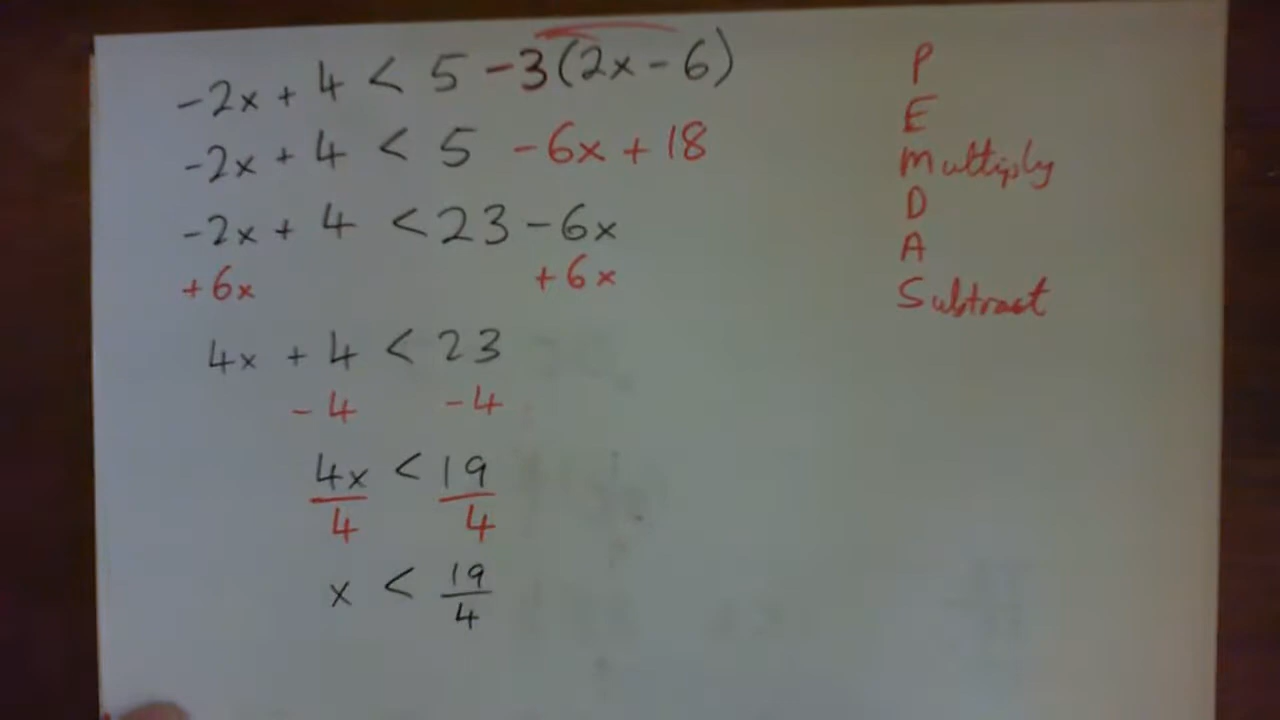 -2x + 4 < 5 -3(2x - 6)
-2x + 4 < 5 -6x + 18
-2x + 4 < 23 - 6x
+6x +6x
4x + 4 < 23
-4 -4
4x < 19
4 4
x < 19
4
P
E
Multiply
D
A
Subtract